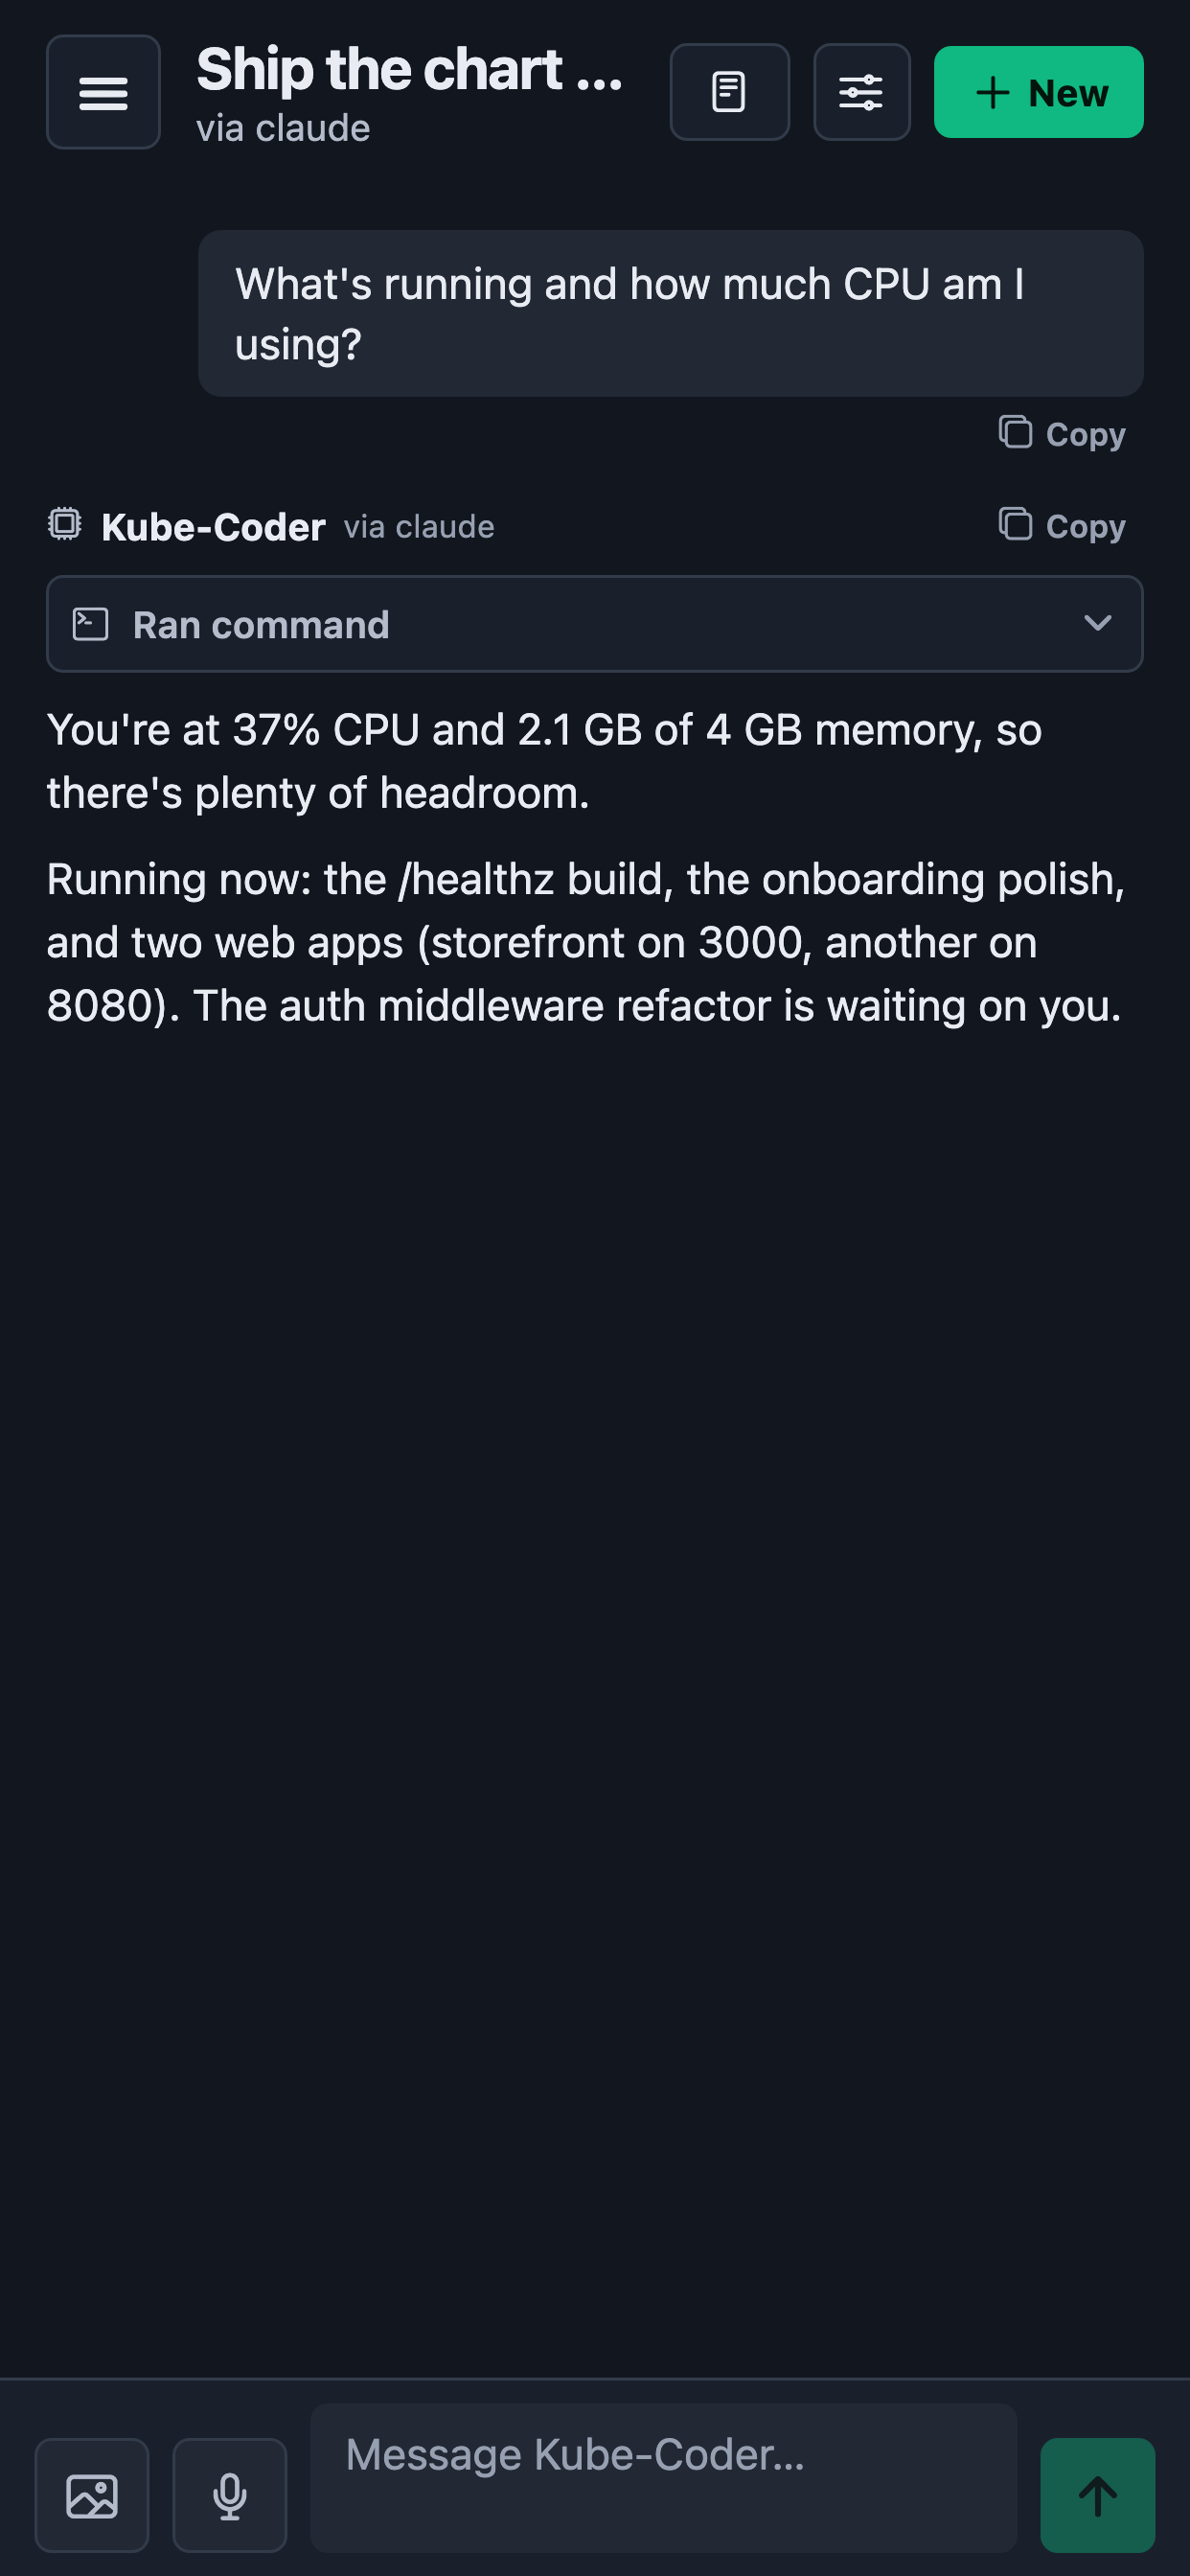 Ship the chart ...
via claude
New
What's running and how much CPU am I
using?
Copy
Kube-Coder via claude
Copy
Ran command
You're at 37% CPU and 2.1 GB of 4 GB memory, so
there's plenty of headroom.
Running now: the /healthz build, the onboarding polish,
and two web apps (storefront on 3000, another on
8080). The auth middleware refactor is waiting on you.
Message Kube-Coder...